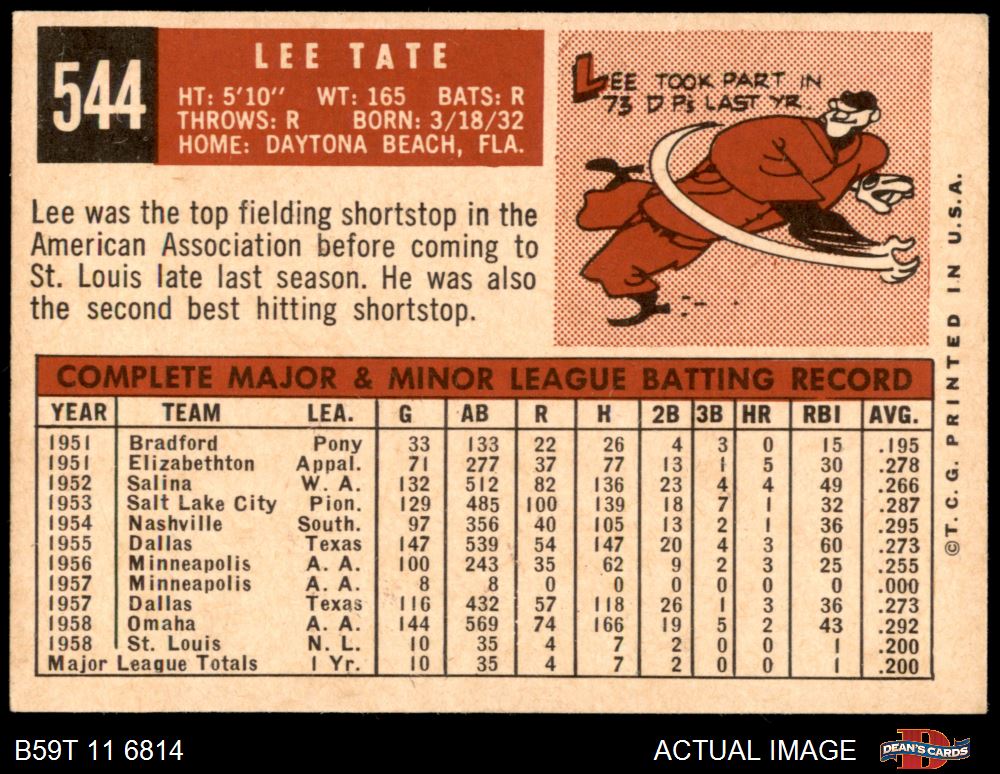 544
LEE TATE
HT: 5'10" WT: 165 BATS: R
THROWS: R BORN: 3/18/32
HOME: DAYTONA BEACH, FLA.
LEE TOOK PART IN
73 D P's LAST YR.
Lee was the top fielding shortstop in the
American Association before coming to
St. Louis late last season. He was also
the second best hitting shortstop.
COMPLETE MAJOR & MINOR LEAGUE BATTING RECORD
YEAR TEAM LEA. G AB R H 2B 3B HR RBI AVG.
1951 Bradford Pony 33 133 22 26 4 3 0 15 .195
1951 Elizabethton Appal. 71 277 37 77 13 1 5 30 .278
1952 Salina W. A. 132 512 82 136 23 4 4 49 .266
1953 Salt Lake City Pion. 129 485 100 139 18 7 1 32 .287
1954 Nashville South. 97 356 40 105 13 2 1 36 .295
1955 Dallas Texas 147 539 54 147 20 4 3 60 .273
1956 Minneapolis A. A. 100 243 35 62 9 2 3 25 .255
1957 Minneapolis A. A. 8 8 0 0 0 0 0 0 .000
1957 Dallas Texas 116 432 57 118 26 1 3 36 .273
1958 Omaha A. A. 144 569 74 166 19 5 2 43 .292
1958 St. Louis N. L. 10 35 4 7 2 0 0 1 .200
Major League Totals 1 Yr. 10 35 4 7 2 0 0 1 .200
©T. C. G. PRINTED IN U.S.A.
B59T 11 6814
ACTUAL IMAGE
DEAN'S CARDS